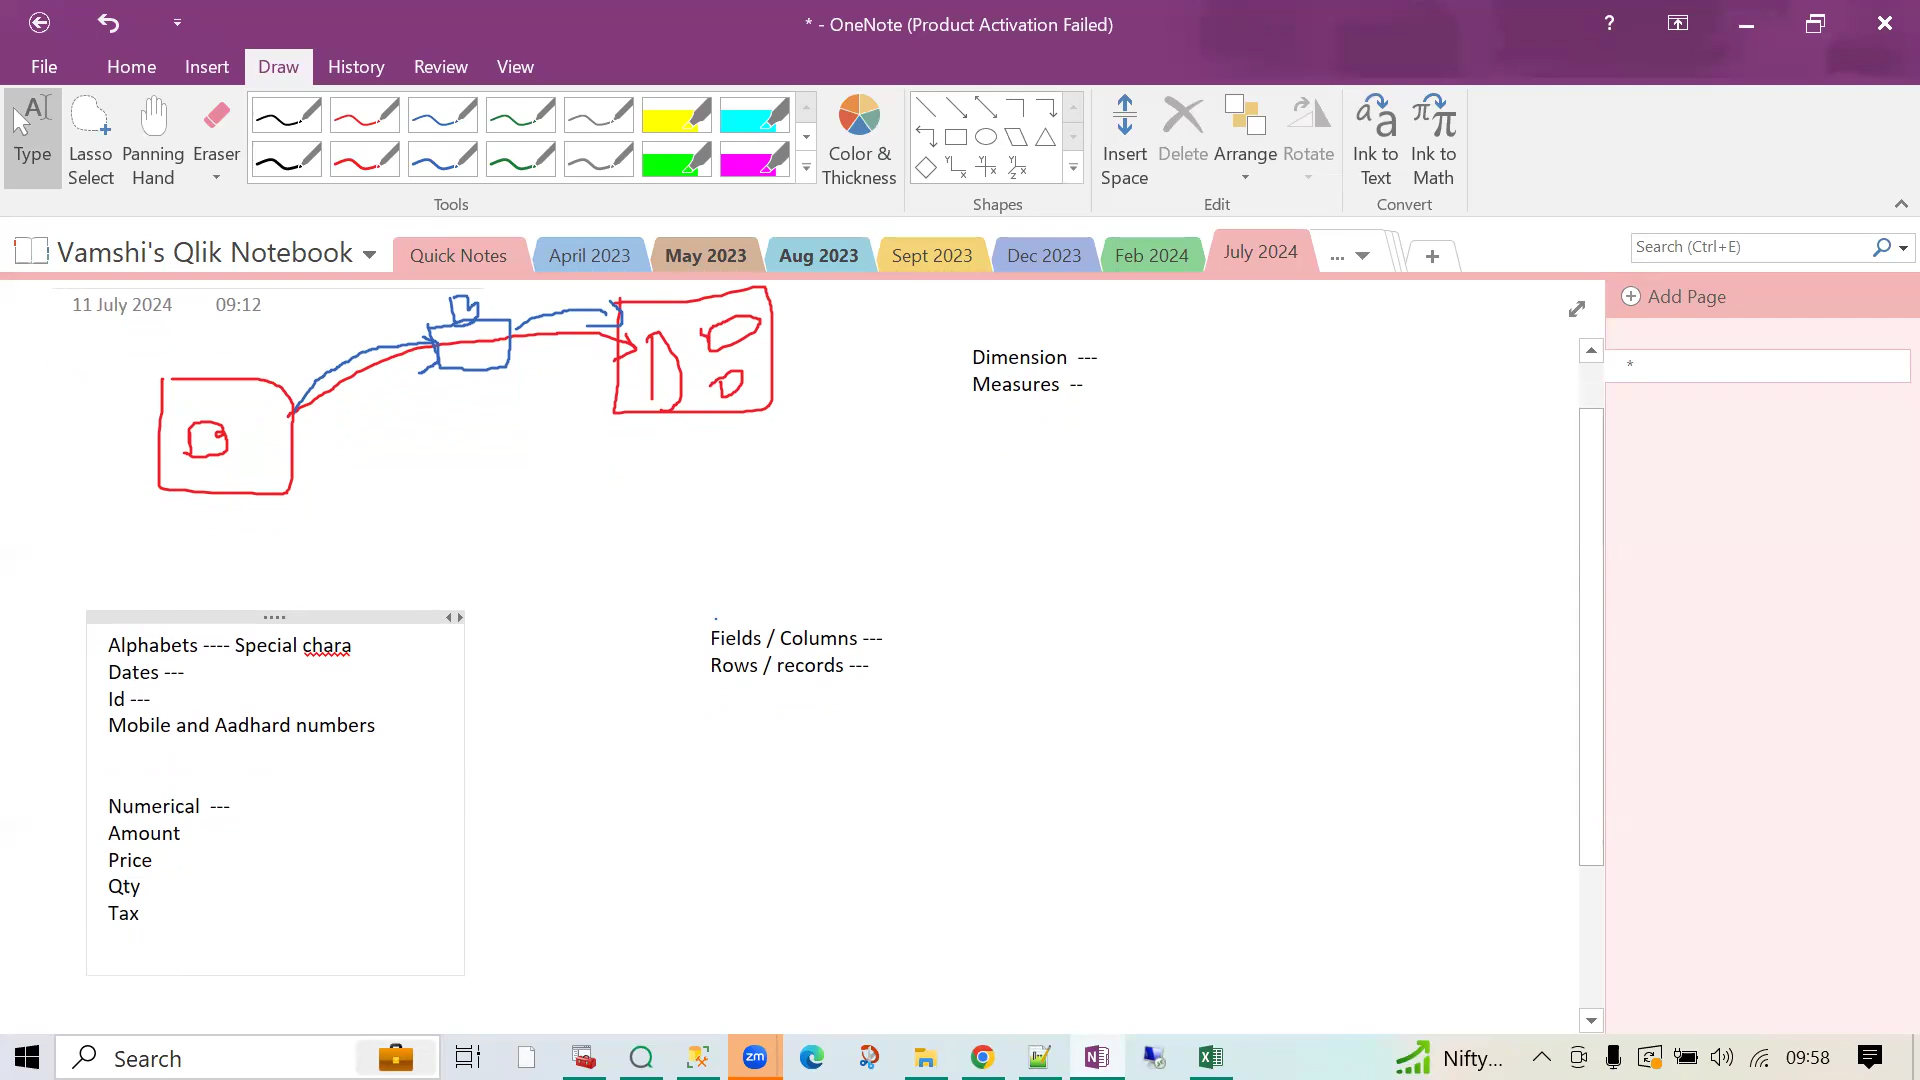 * - OneNote (Product Activation Failed)
?
File
Home
Insert
Draw
History
Review
View
Type
Lasso Select
Panning Hand
Eraser
Color & Thickness
Insert Space
Delete
Arrange
Rotate
Ink to Text
Ink to Math
Tools
Shapes
Edit
Convert
Vamshi's Qlik Notebook
Quick Notes
April 2023
May 2023
Aug 2023
Sept 2023
Dec 2023
Feb 2024
July 2024
...
Search (Ctrl+E)
11 July 2024 09:12
Add Page
*
Dimension ---
Measures --
Alphabets ---- Special chara
Dates ---
Id ---
Mobile and Aadhard numbers
Numerical ---
Amount
Price
Qty
Tax
Fields / Columns ---
Rows / records ---
Search
zm
Nifty...
09:58